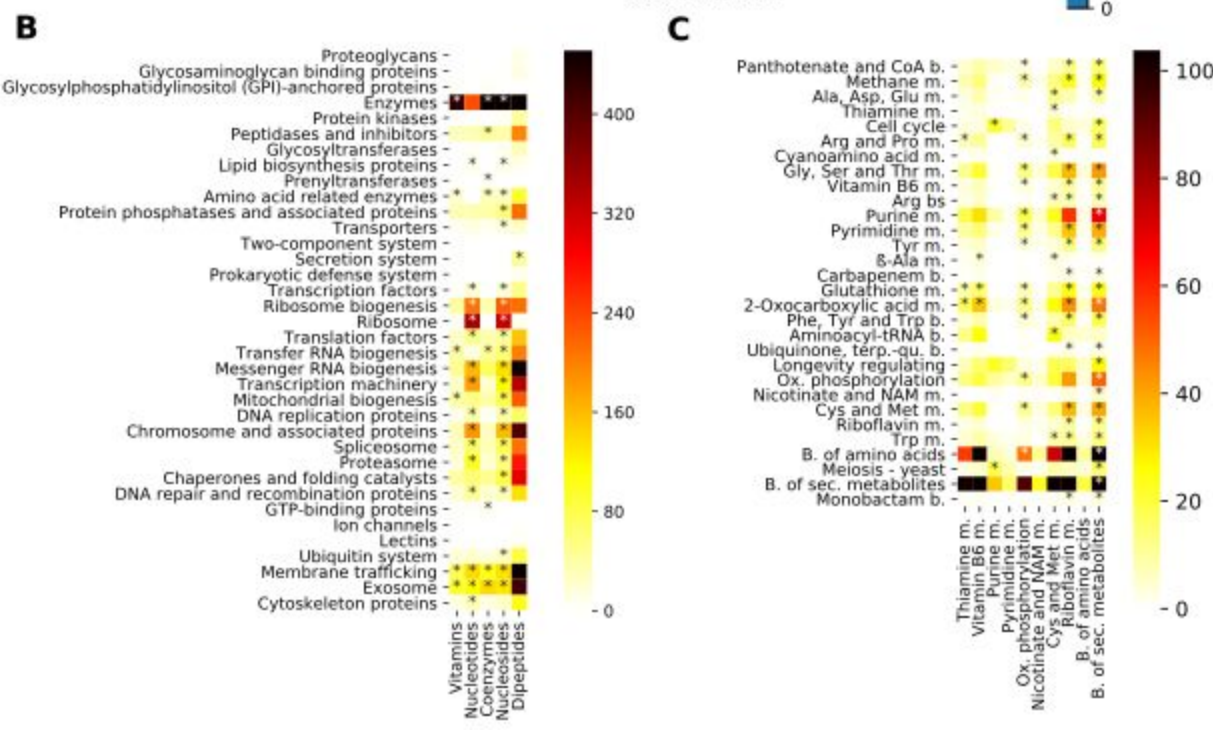 0
B
Proteoglycans
Glycosaminoglycan binding proteins
Glycosylphosphatidylinositol (GPI)-anchored proteins
Enzymes
Protein kinases
Peptidases and inhibitors
Glycosyltransferases
Lipid biosynthesis proteins
Prenyltransferases
Amino acid related enzymes
Protein phosphatases and associated proteins
Transporters
Two-component system
Secretion system
Prokaryotic defense system
Transcription factors
Ribosome biogenesis
Ribosome
Translation factors
Transfer RNA biogenesis
Messenger RNA biogenesis
Transcription machinery
Mitochondrial biogenesis
DNA replication proteins
Chromosome and associated proteins
Spliceosome
Proteasome
Chaperones and folding catalysts
DNA repair and recombination proteins
GTP-binding proteins
Ion channels
Lectins
Ubiquitin system
Membrane trafficking
Exosome
Cytoskeleton proteins
Vitamins
Nucleotides
Coenzymes
Nucleosides
Dipeptides
400
320
240
160
80
0
C
Panthotenate and CoA b.
Methane m.
Ala, Asp, Glu m.
Thiamine m.
Cell cycle
Arg and Pro m.
Cyanoamino acid m.
Gly, Ser and Thr m.
Vitamin B6 m.
Arg bs
Purine m.
Pyrimidine m.
Tyr m.
ß-Ala m.
Carbapenem b.
Glutathione m.
2-Oxocarboxylic acid m.
Phe, Tyr and Trp b.
Aminoacyl-tRNA b.
Ubiquinone, terp.-qu. b.
Longevity regulating
Ox. phosphorylation
Nicotinate and NAM m.
Cys and Met m.
Riboflavin m.
Trp m.
B. of amino acids
Meiosis - yeast
B. of sec. metabolites
Monobactam b.
Thiamine m.
Vitamin B6 m.
Purine m.
Pyrimidine m.
Ox. phosphorylation
Nicotinate and NAM m.
Cys and Met m.
Riboflavin m.
B. of amino acids
B. of sec. metabolites
100
80
60
40
20
0